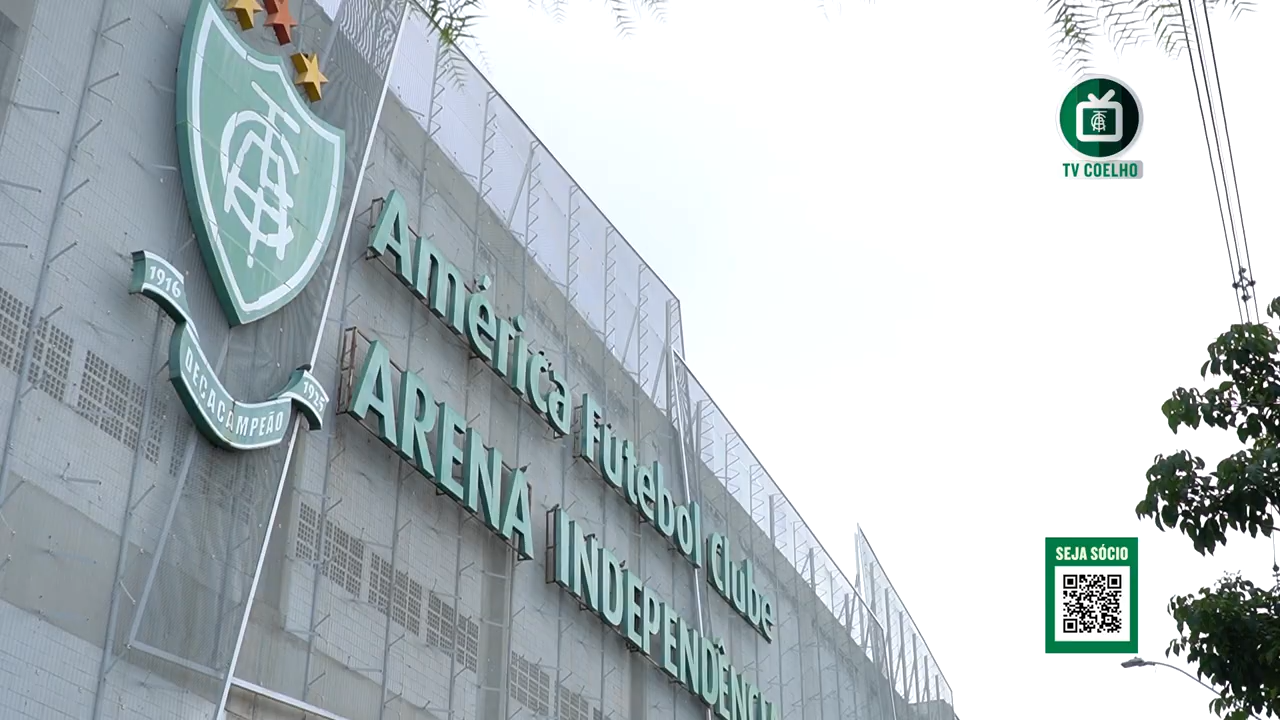 TV COELHO
1916
DECACAMPEÃO
1925
América Futebol Clube
ARENA INDEPENDÊNCIA
SEJA SÓCIO